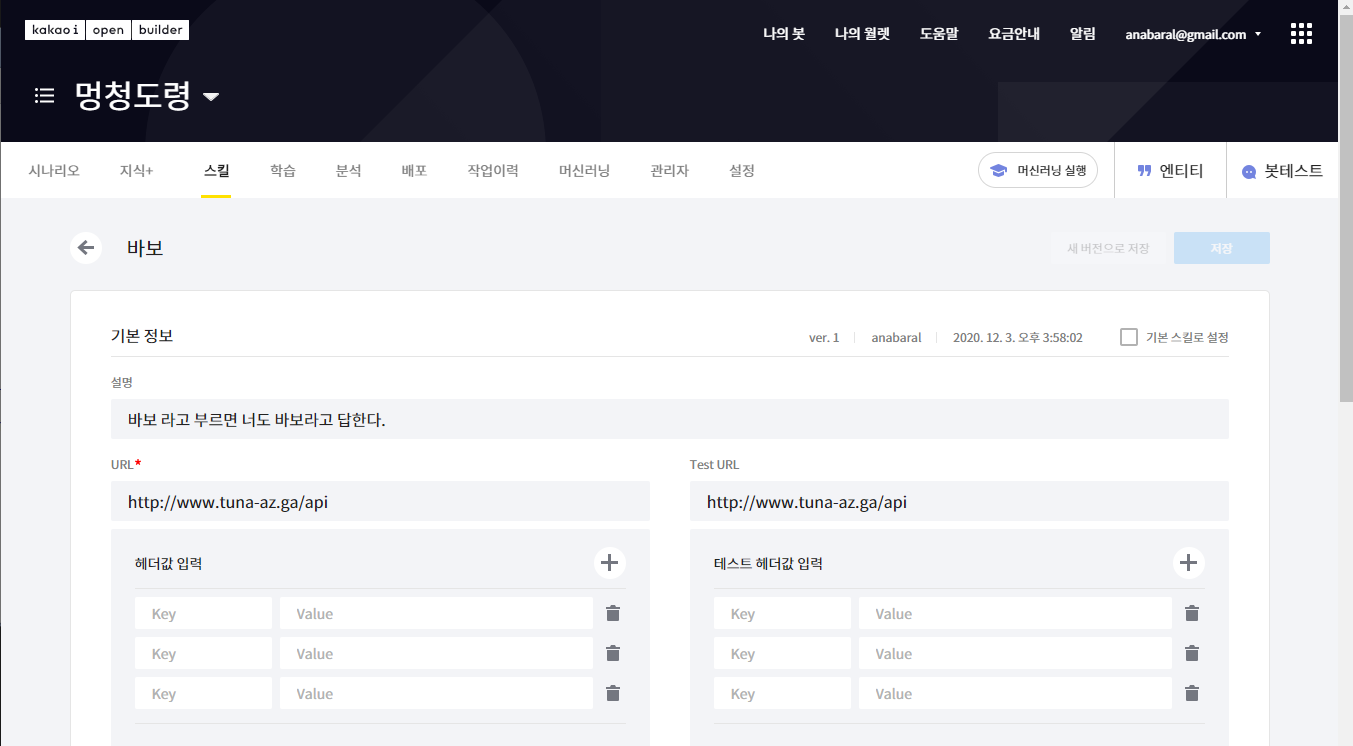 kakao i open builder
나의 봇 나의 월렛 도움말 요금안내 알림 anabaral@gmail.com
멍청도령
시나리오 지식+ 스킬 학습 분석 배포 작업이력 머신러닝 관리자 설정 머신러닝 실행 엔티티 봇테스트
바보 새 버전으로 저장 저장
기본 정보 ver. 1 anabaral 2020. 12. 3. 오후 3:58:02 기본 스킬로 설정
설명
바보 라고 부르면 너도 바보라고 답한다.
URL* Test URL
http://www.tuna-az.ga/api http://www.tuna-az.ga/api
헤더값 입력 테스트 헤더값 입력
Key Value Key Value
Key Value Key Value
Key Value Key Value